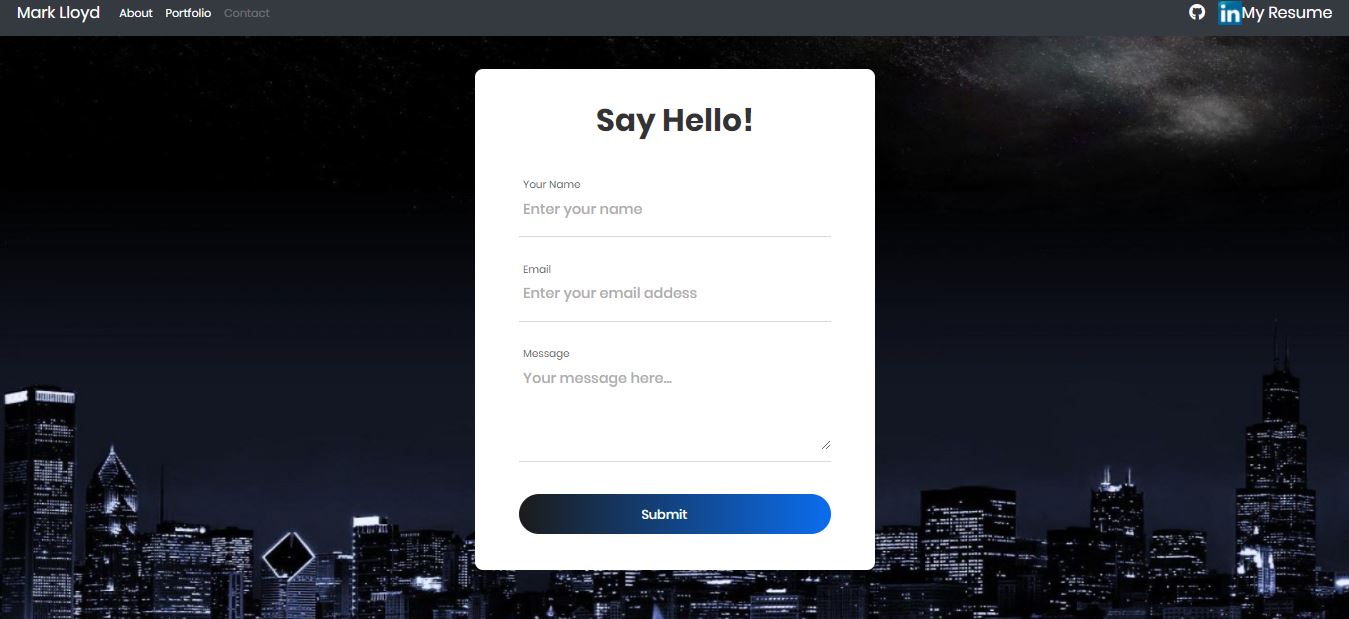 Mark Lloyd About Portfolio Contact in My Resume
Say Hello!
Your Name
Enter your name
Email
Enter your email addess
Message
Your message here...
Submit